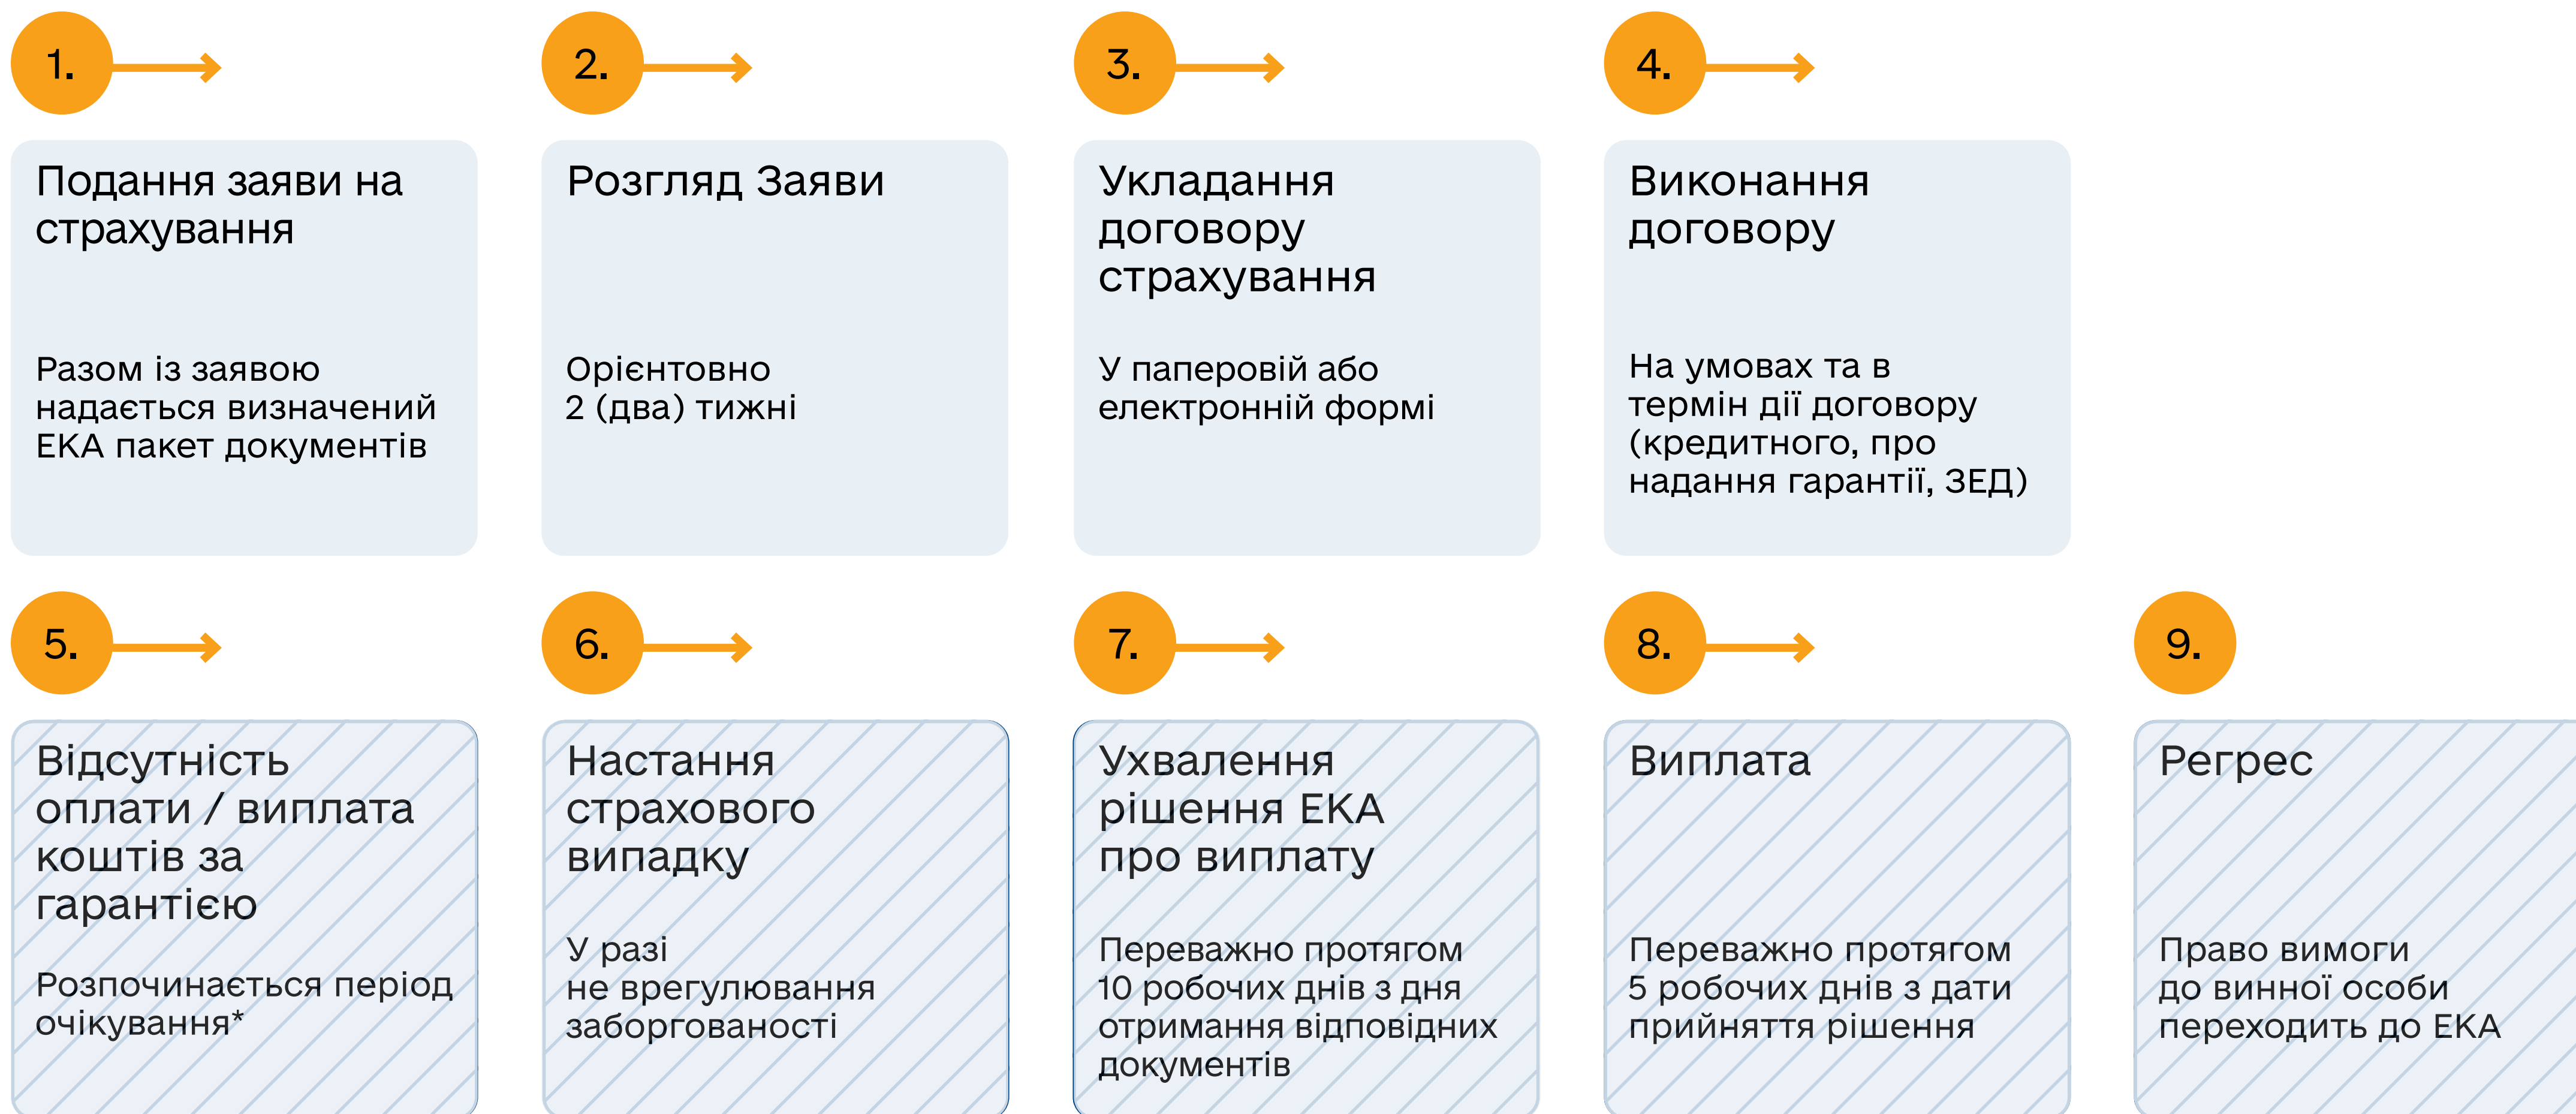 1.
Подання заяви на
страхування
Разом із заявою
надається визначений
ЕКА пакет документів
2.
Розгляд Заяви
Орієнтовно
2 (два) тижні
3.
Укладання
договору
страхування
У паперовій або
електронній формі
4.
Виконання
договору
На умовах та в
термін дії договору
(кредитного, про
надання гарантії, ЗЕД)
5.
Відсутність
оплати / виплата
коштів за
гарантією
Розпочинається період
очікування*
6.
Настання
страхового
випадку
У разі
не врегулювання
заборгованості
7.
Ухвалення
рішення ЕКА
про виплату
Переважно протягом
10 робочих днів з дня
отримання відповідних
документів
8.
Виплата
Переважно протягом
5 робочих днів з дати
прийняття рішення
9.
Регрес
Право вимоги
до винної особи
переходить до ЕКА